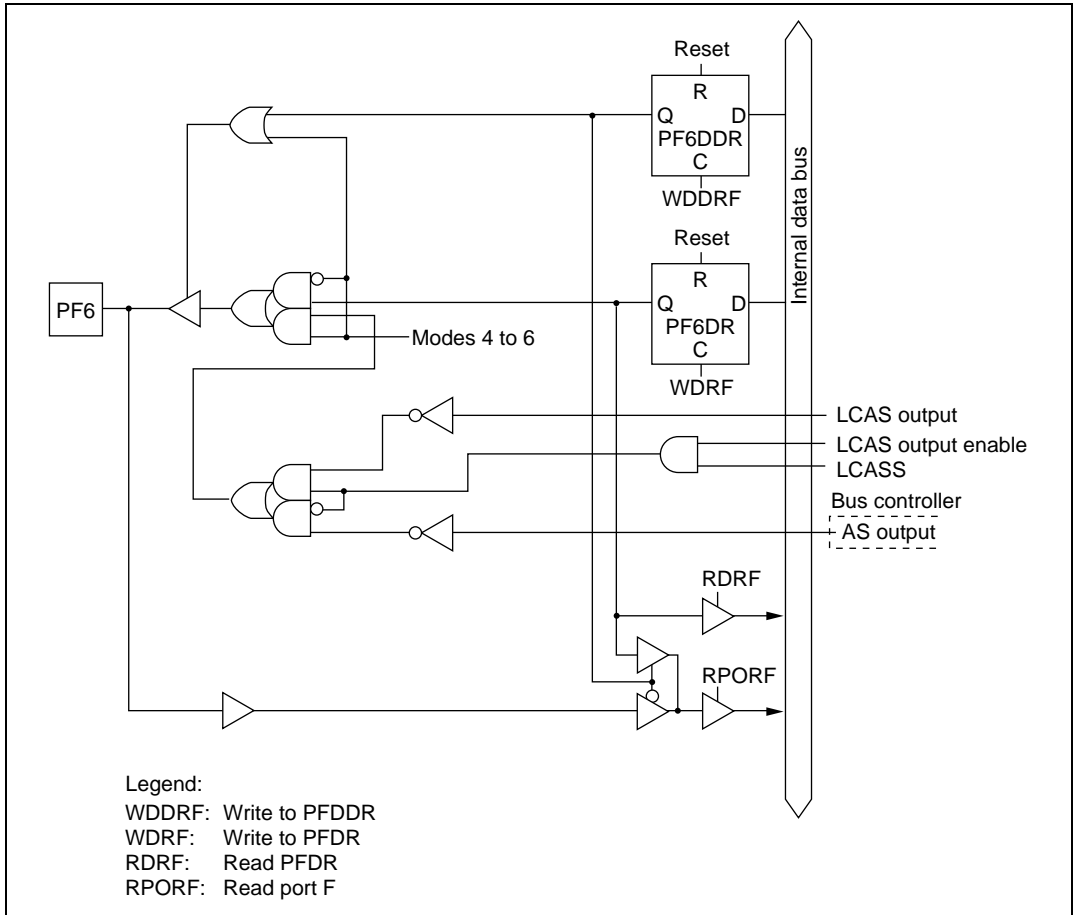 Reset
R
Q D
PF6DDR
C
WDDRF
Internal data bus
Reset
R
Q D
PF6DR
C
WDRF
PF6
Modes 4 to 6
LCAS output
LCAS output enable
LCASS
Bus controller
AS output
RDRF
RPORF
Legend:
WDDRF: Write to PFDDR
WDRF: Write to PFDR
RDRF: Read PFDR
RPORF: Read port F